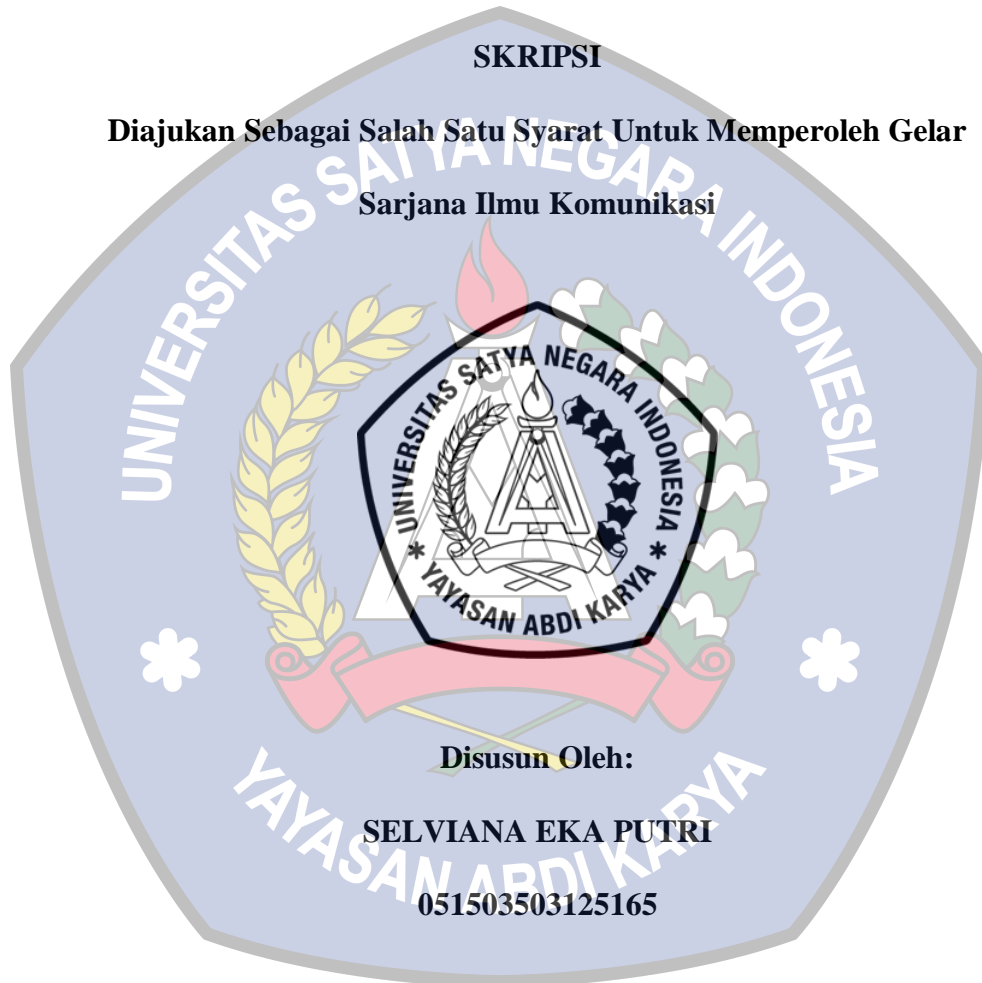 SKRIPSI
Diajukan Sebagai Salah Satu Syarat Untuk Memperoleh Gelar
Sarjana Ilmu Komunikasi
UNIVERSITAS SATYA NEGARA INDONESIA
YAYASAN ABDI KARYA
UNIVERSITAS SATYA NEGARA INDONESIA
* YAYASAN ABDI KARYA *
Disusun Oleh:
SELVIANA EKA PUTRI
051503503125165